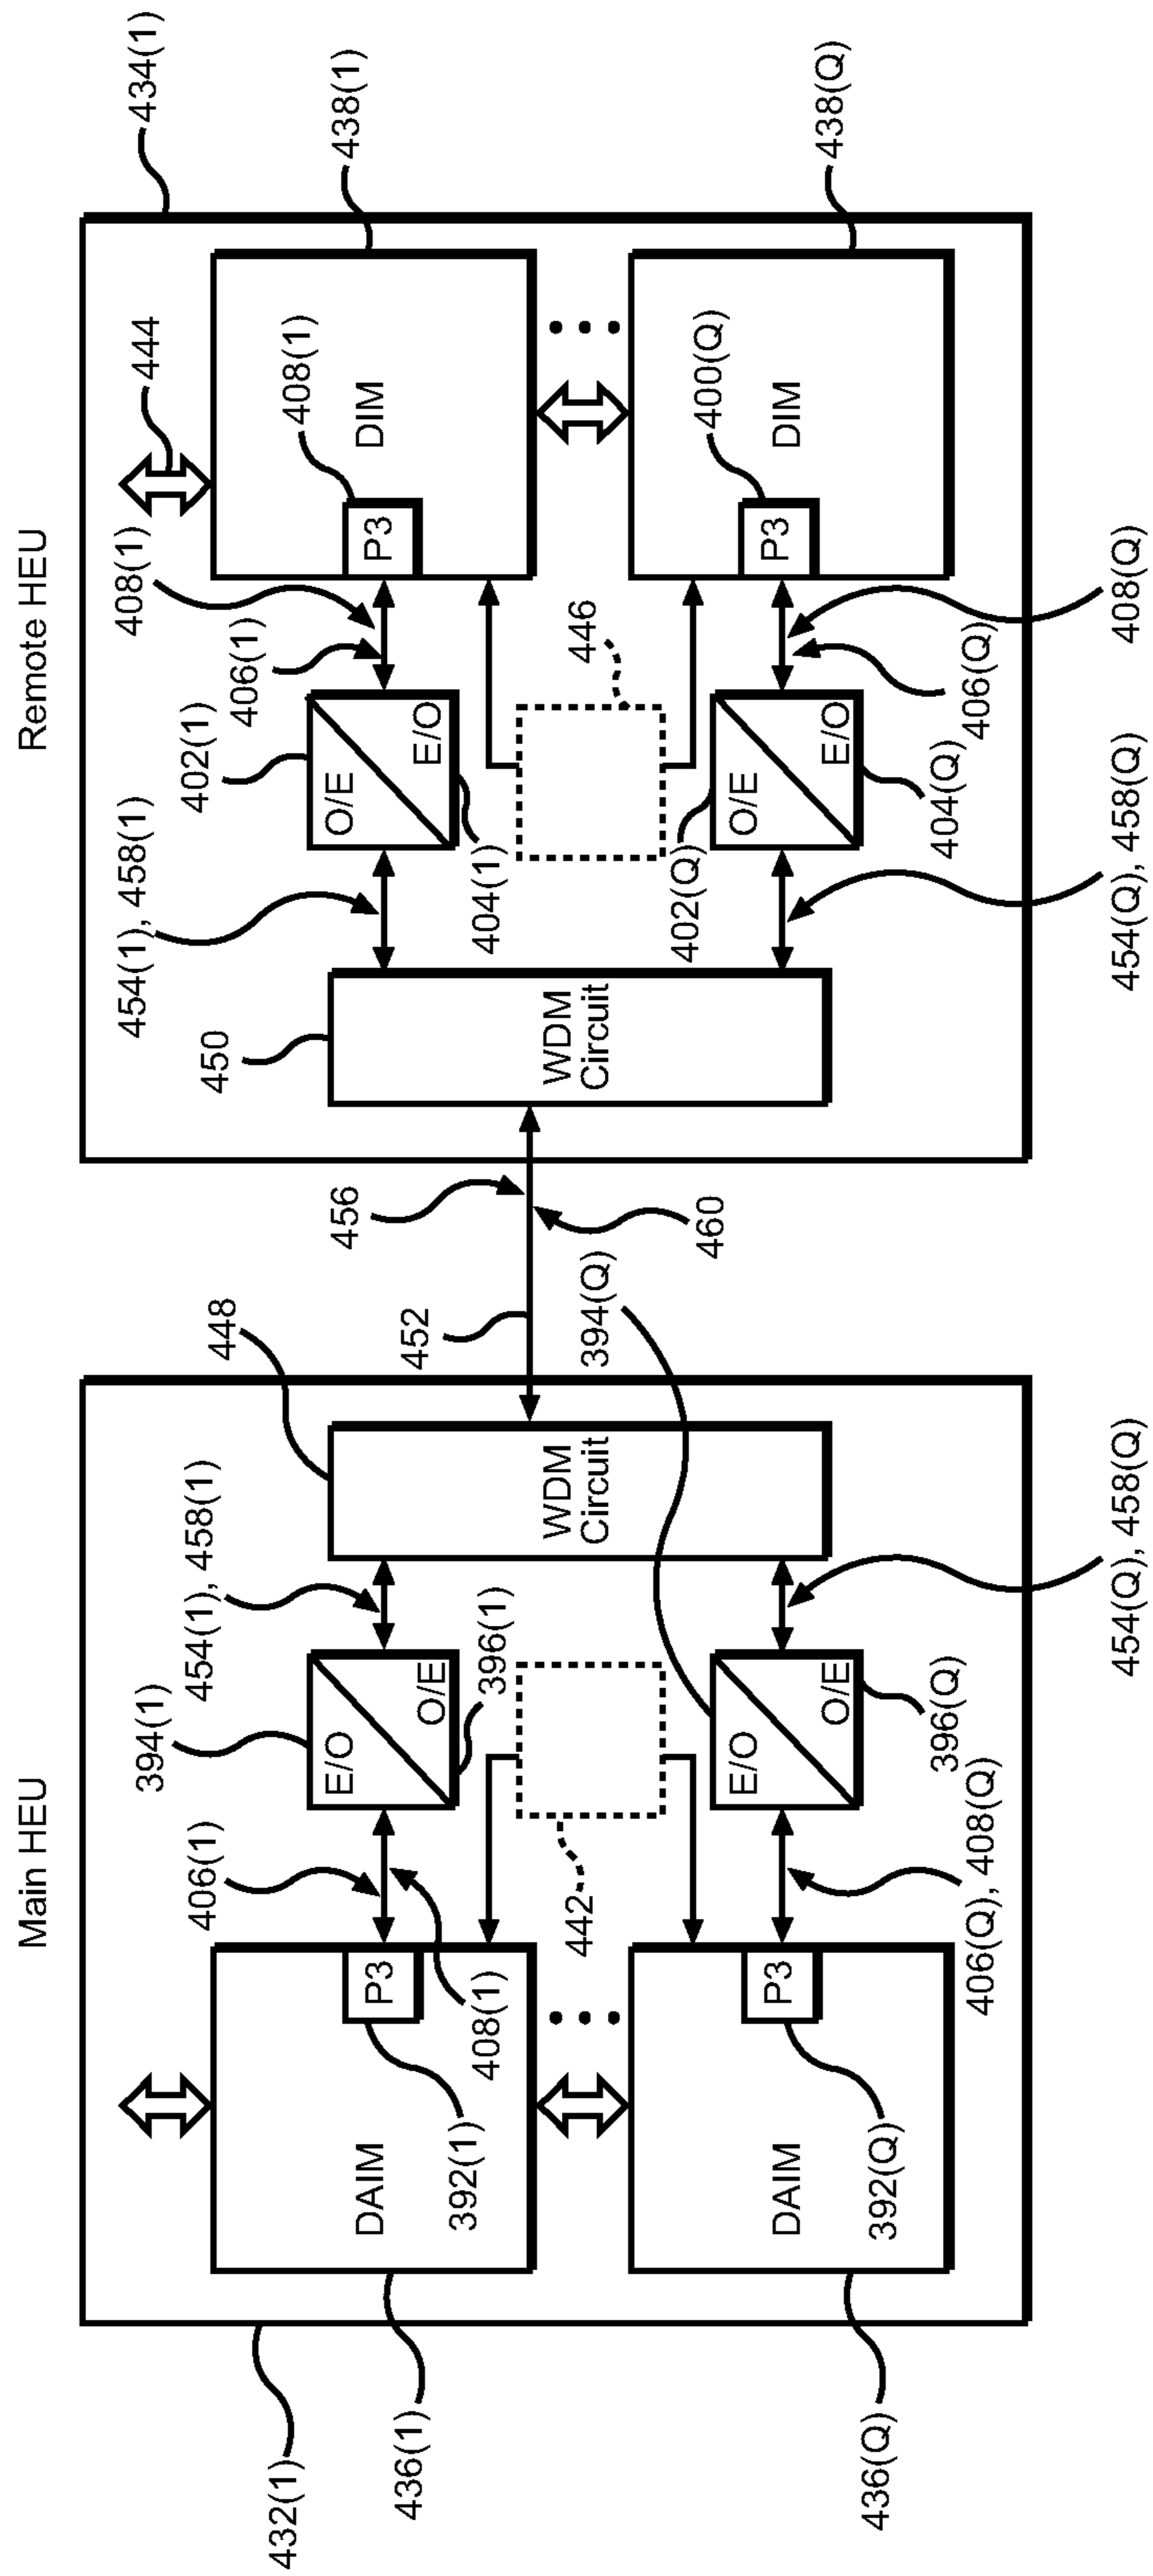 Main HEU
432(1)
436(1)
DAIM
P3
392(1)
406(1)
408(1)
394(1)
E/O
O/E
396(1)
454(1), 458(1)
448
WDM
Circuit
442
436(Q)
DAIM
P3
392(Q)
406(Q), 408(Q)
394(Q)
E/O
O/E
396(Q)
454(Q), 458(Q)
452
456
460
Remote HEU
434(1)
450
WDM
Circuit
454(1), 458(1)
402(1)
O/E
E/O
404(1)
406(1)
408(1)
444
P3
408(1)
DIM
438(1)
446
402(Q)
O/E
E/O
404(Q)
454(Q), 458(Q)
406(Q)
408(Q)
P3
400(Q)
DIM
438(Q)